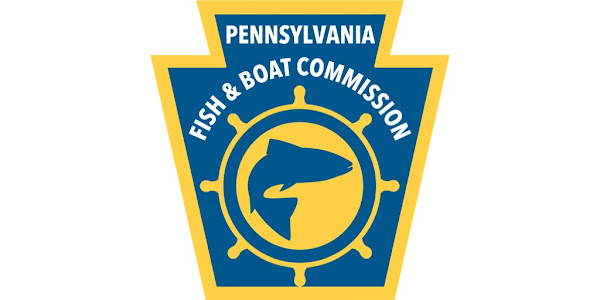 PENNSYLVANIA
FISH & BOAT COMMISSION